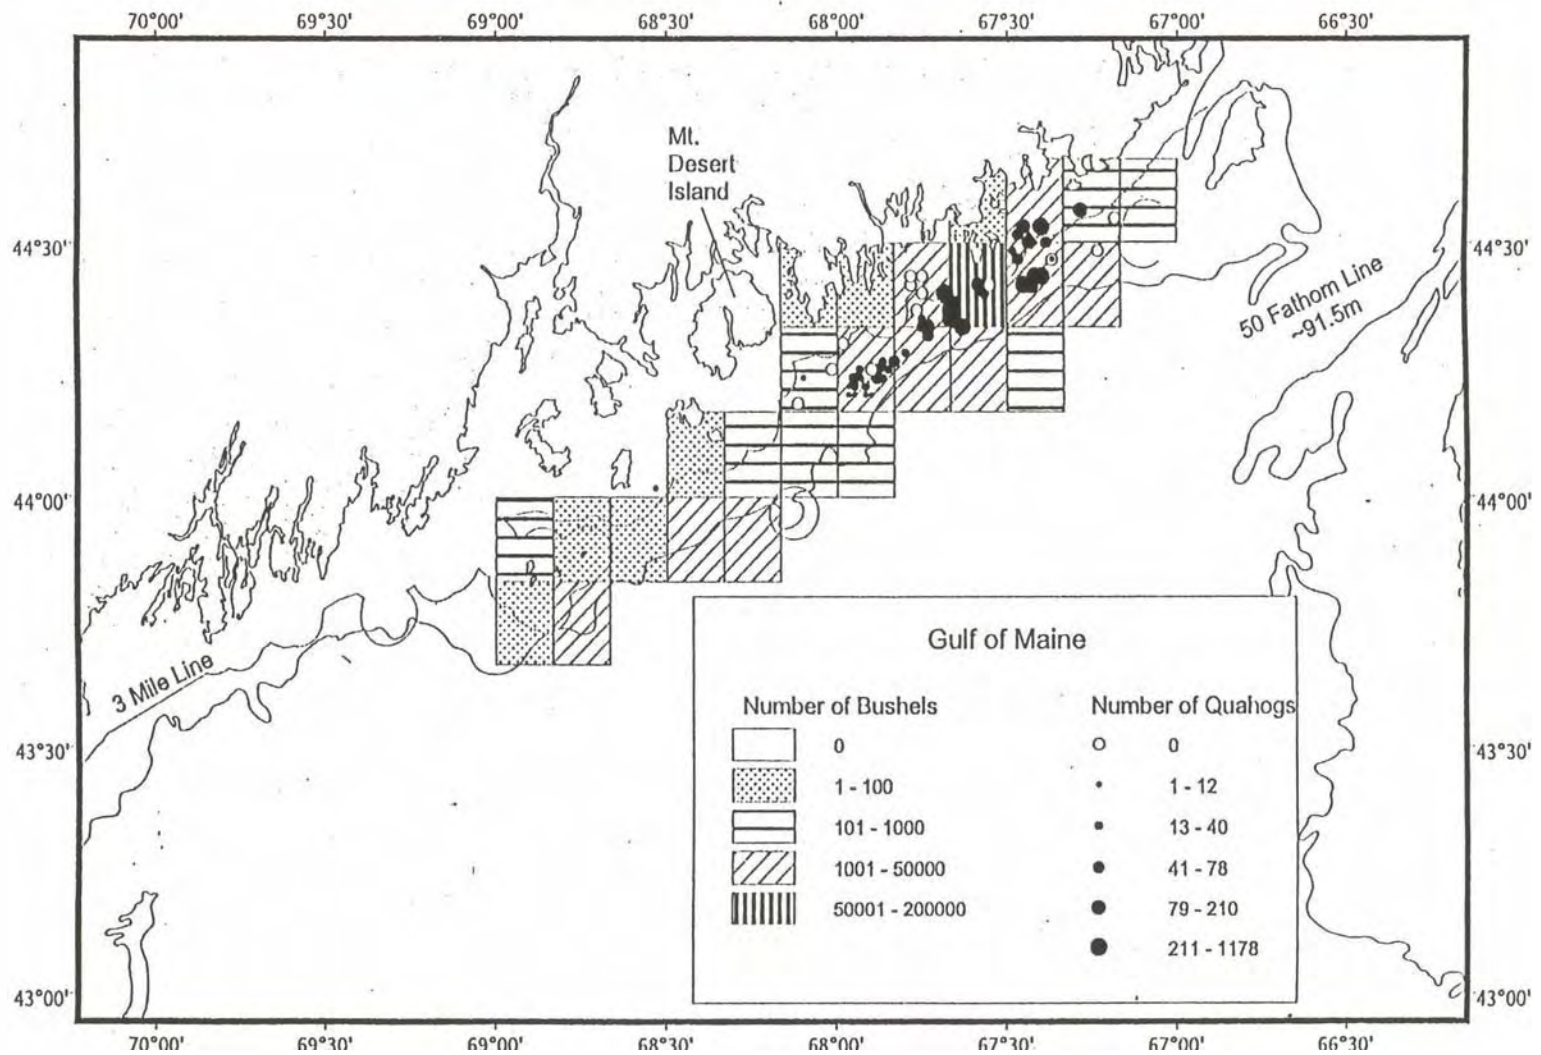 70°00' 69°30' 69°00' 68°30' 68°00' 67°30' 67°00' 66°30'
Mt.
Desert
Island
44°30' 44°30'
50 Fathom Line
~91.5m
44°00' 44°00'
Gulf of Maine
3 Mile Line
Number of Bushels Number of Quahogs
43°30' 0 0 43°30'
1 - 100 1 - 12
101 - 1000 13 - 40
1001 - 50000 41 - 78
50001 - 200000 79 - 210
211 - 1178
43°00' 43°00'
70°00' 69°30' 69°00' 68°30' 68°00' 67°30' 67°00' 66°30'